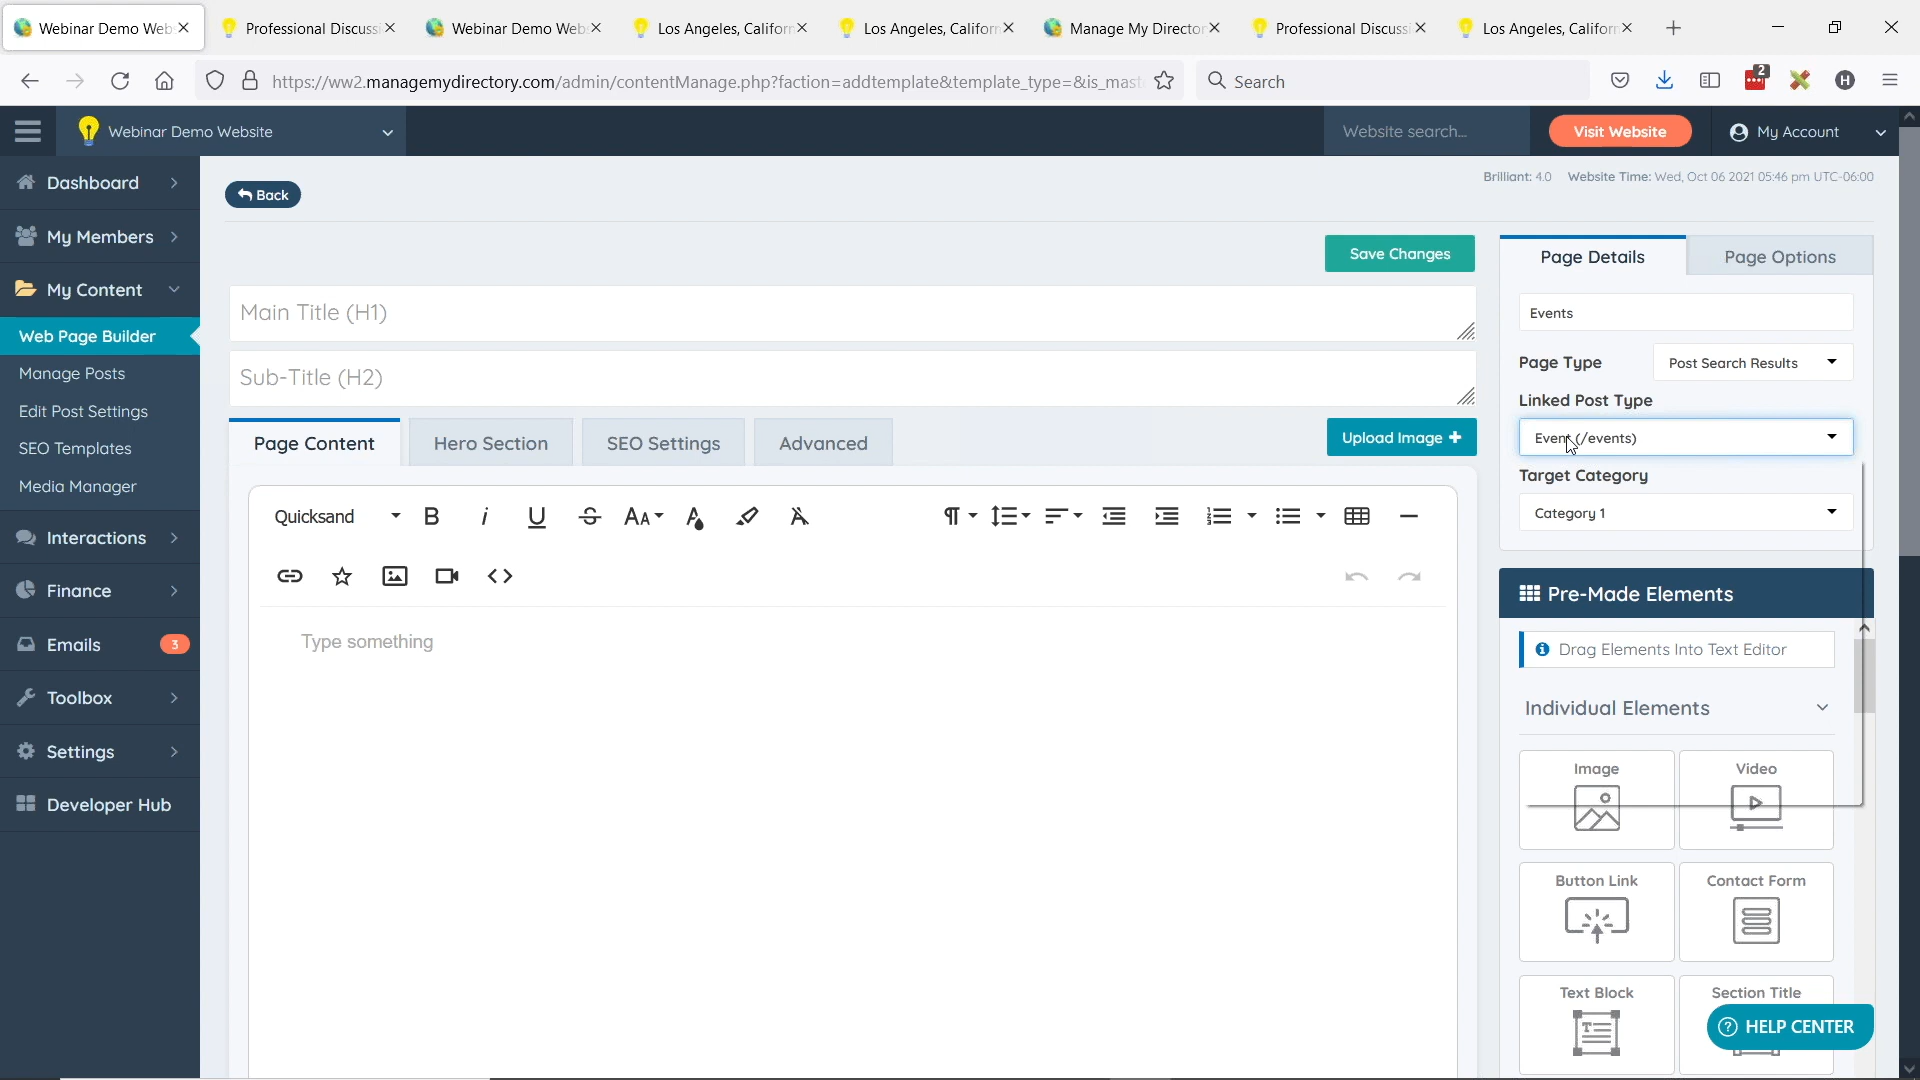 Webinar Demo Web
Professional Discussi
Webinar Demo Web
Los Angeles, Californ
Los Angeles, Californ
Manage My Director
Professional Discussi
Los Angeles, Californ
https://ww2.managemydirectory.com/admin/contentManage.php?faction=addtemplate&template_type=&is_mast
Search
2
H
Webinar Demo Website
Website search...
Visit Website
My Account
Dashboard
My Members
My Content
Web Page Builder
Manage Posts
Edit Post Settings
SEO Templates
Media Manager
Interactions
Finance
Emails
3
Toolbox
Settings
Developer Hub
Back
Brilliant: 4.0 Website Time: Wed, Oct 06 2021 05:46 pm UTC-06:00
Save Changes
Main Title (H1)
Sub-Title (H2)
Page Content
Hero Section
SEO Settings
Advanced
Upload Image +
Quicksand
Type something
Page Details
Page Options
Events
Page Type
Post Search Results
Linked Post Type
Event (/events)
Target Category
Category 1
Pre-Made Elements
Drag Elements Into Text Editor
Individual Elements
Image
Video
Button Link
Contact Form
Text Block
Section Title
HELP CENTER